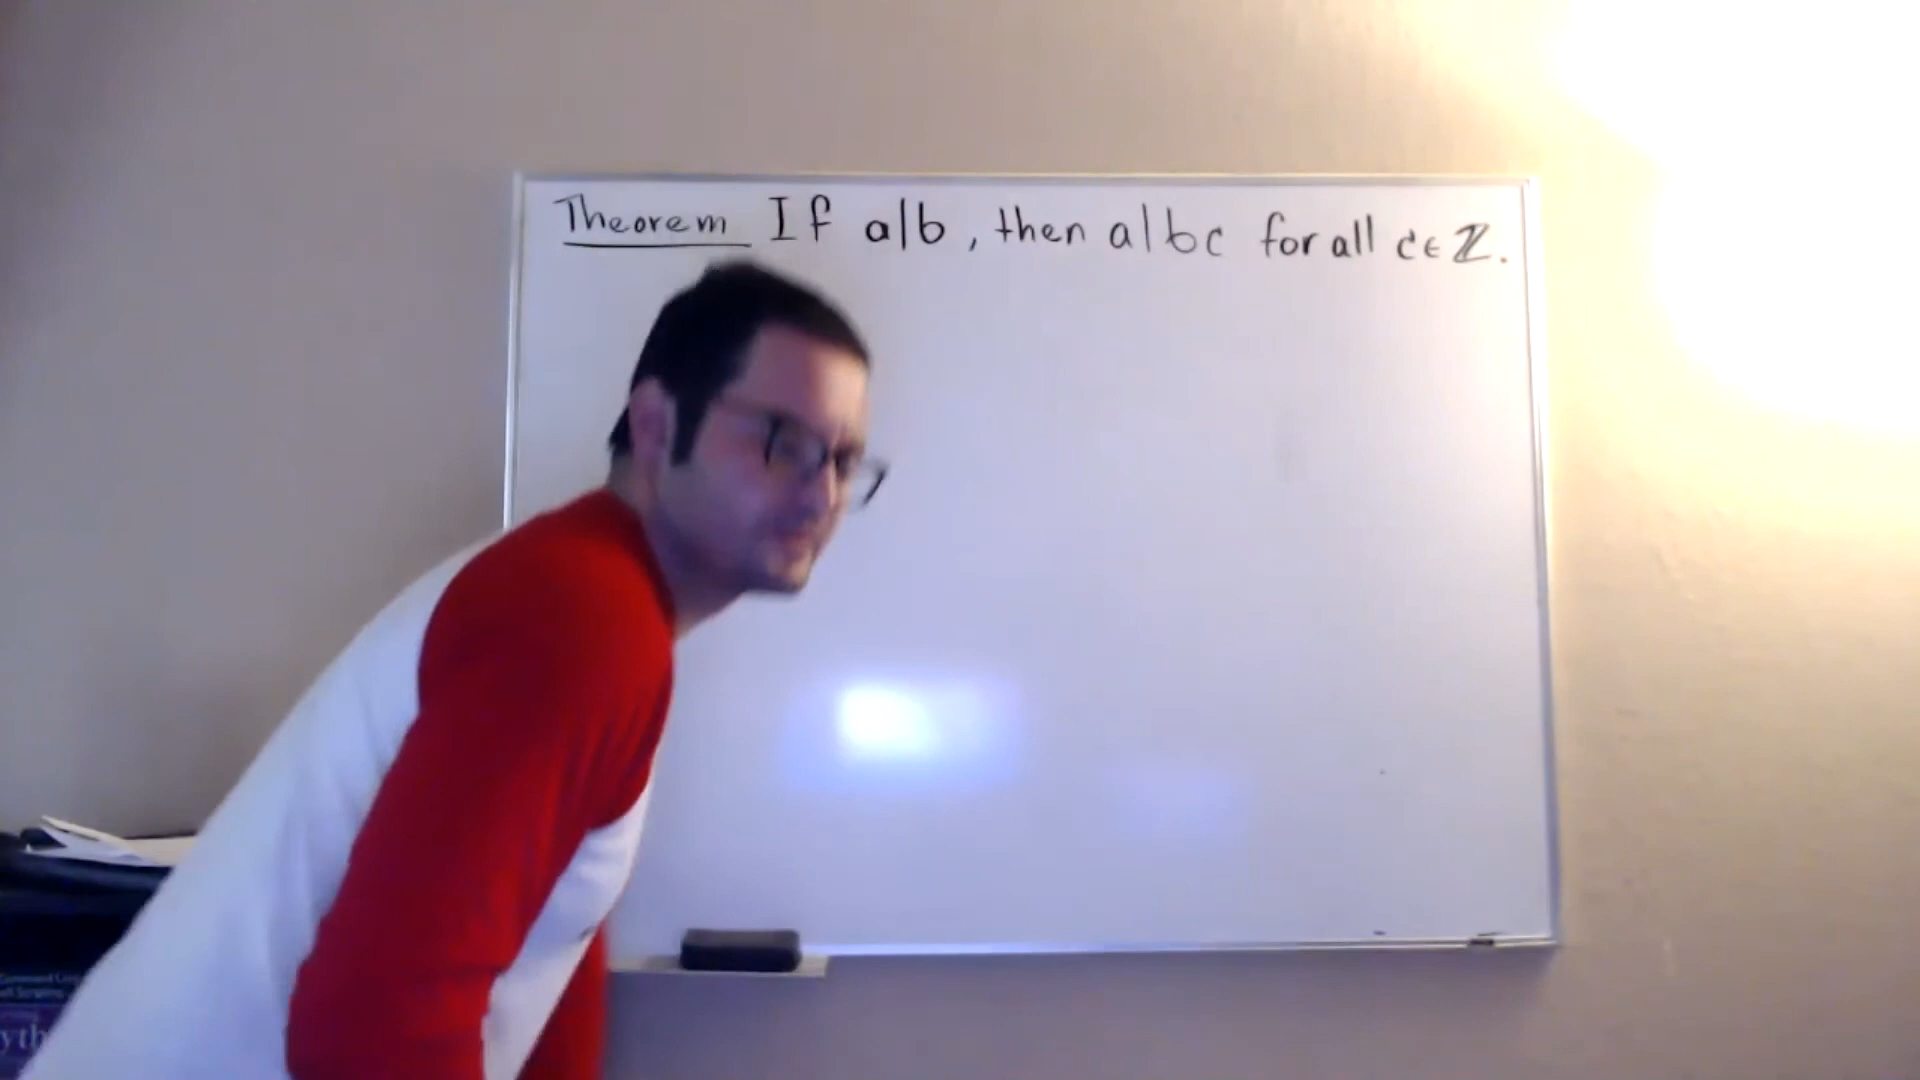 Theorem If a|b, then a|bc for all c∈ℤ.